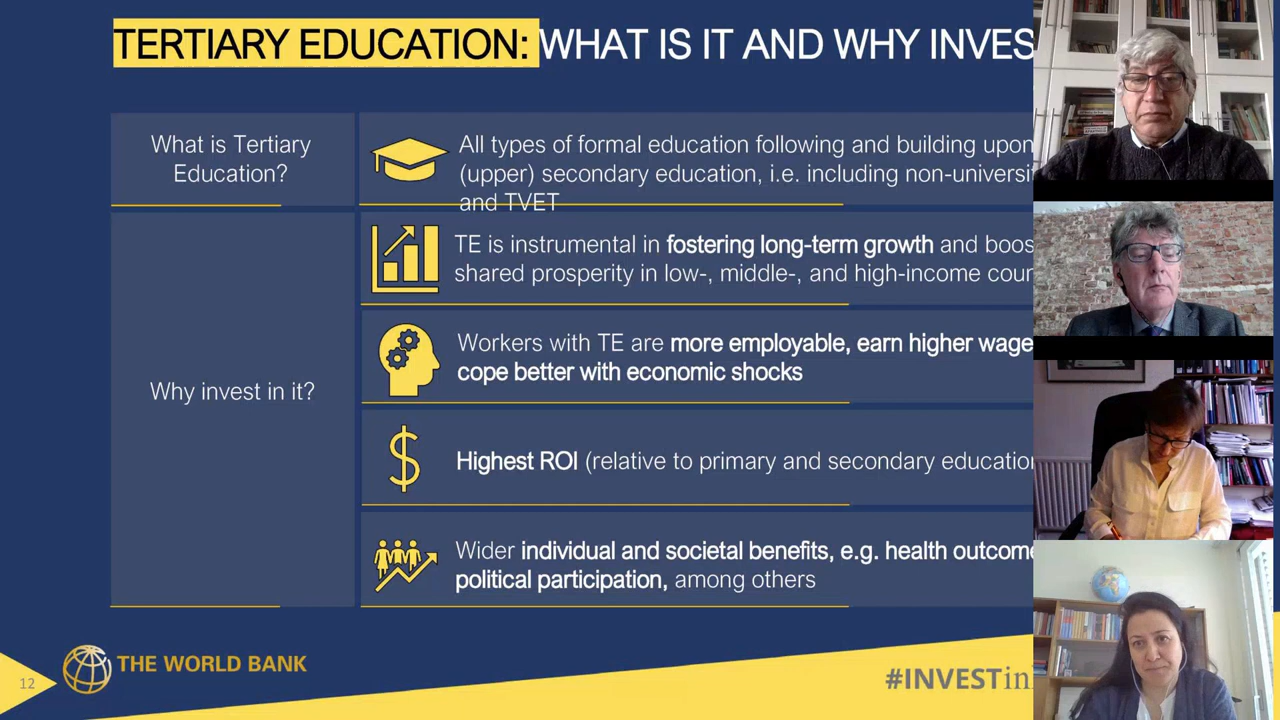 TERTIARY EDUCATION: WHAT IS IT AND WHY INVES
What is Tertiary
Education?
All types of formal education following and building upon
(upper) secondary education, i.e. including non-universit
and TVET
Why invest in it?
TE is instrumental in fostering long-term growth and boos
shared prosperity in low-, middle-, and high-income coun
Workers with TE are more employable, earn higher wage
cope better with economic shocks
Highest ROI (relative to primary and secondary education
Wider individual and societal benefits, e.g. health outcome
political participation, among others
12
THE WORLD BANK
#INVESTin